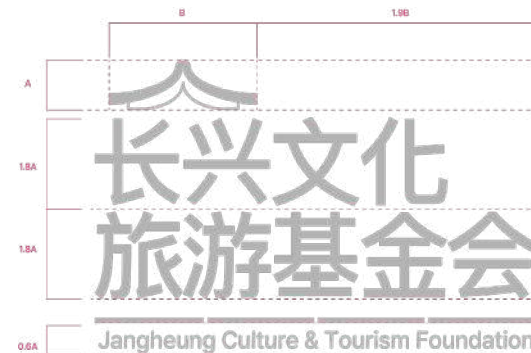 B 1.9B
A
1.8A 长兴文化
1.8A 旅游基金会
0.6A Jangheung Culture & Tourism Foundation